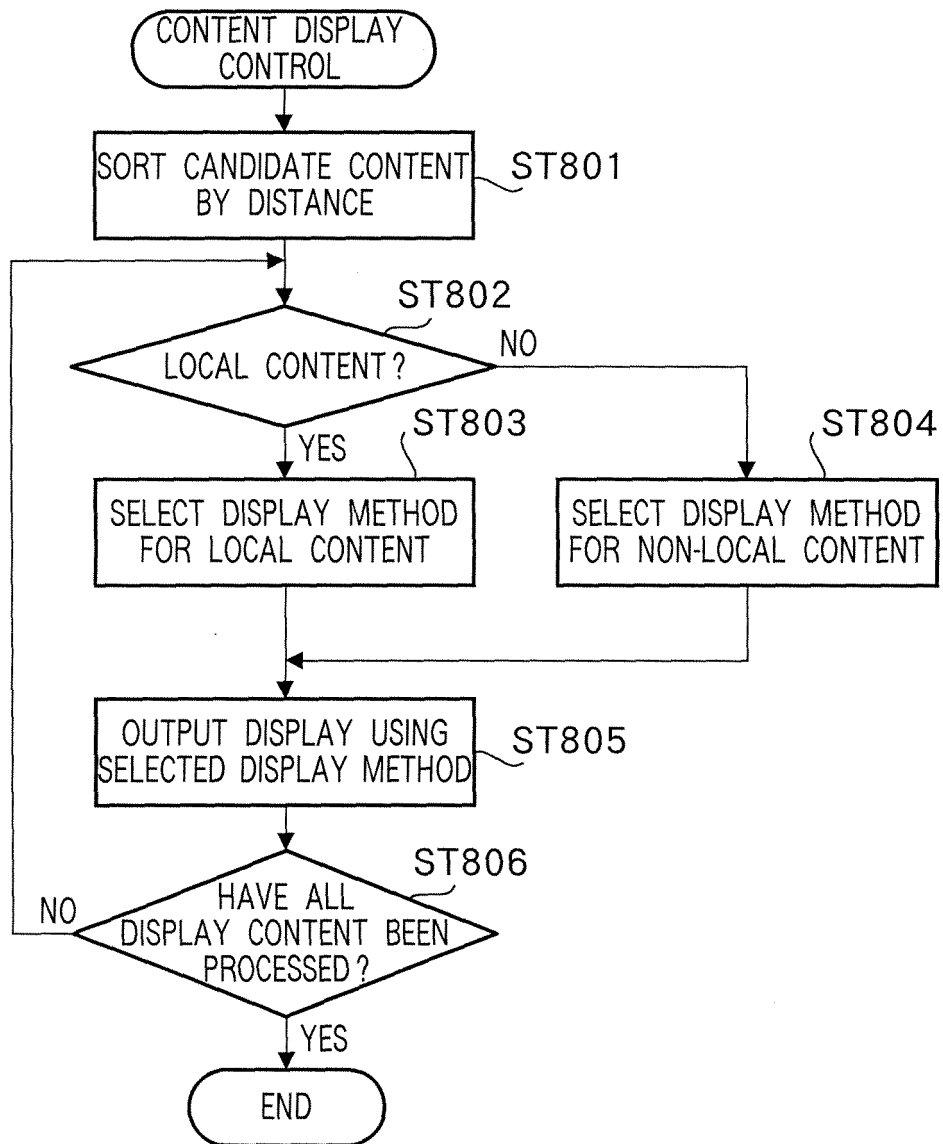 CONTENT DISPLAY
CONTROL
SORT CANDIDATE CONTENT
BY DISTANCE
ST801
ST802
LOCAL CONTENT?
NO
YES
ST803
SELECT DISPLAY METHOD
FOR LOCAL CONTENT
ST804
SELECT DISPLAY METHOD
FOR NON-LOCAL CONTENT
OUTPUT DISPLAY USING
SELECTED DISPLAY METHOD
ST805
ST806
HAVE ALL
DISPLAY CONTENT BEEN
PROCESSED?
NO
YES
END